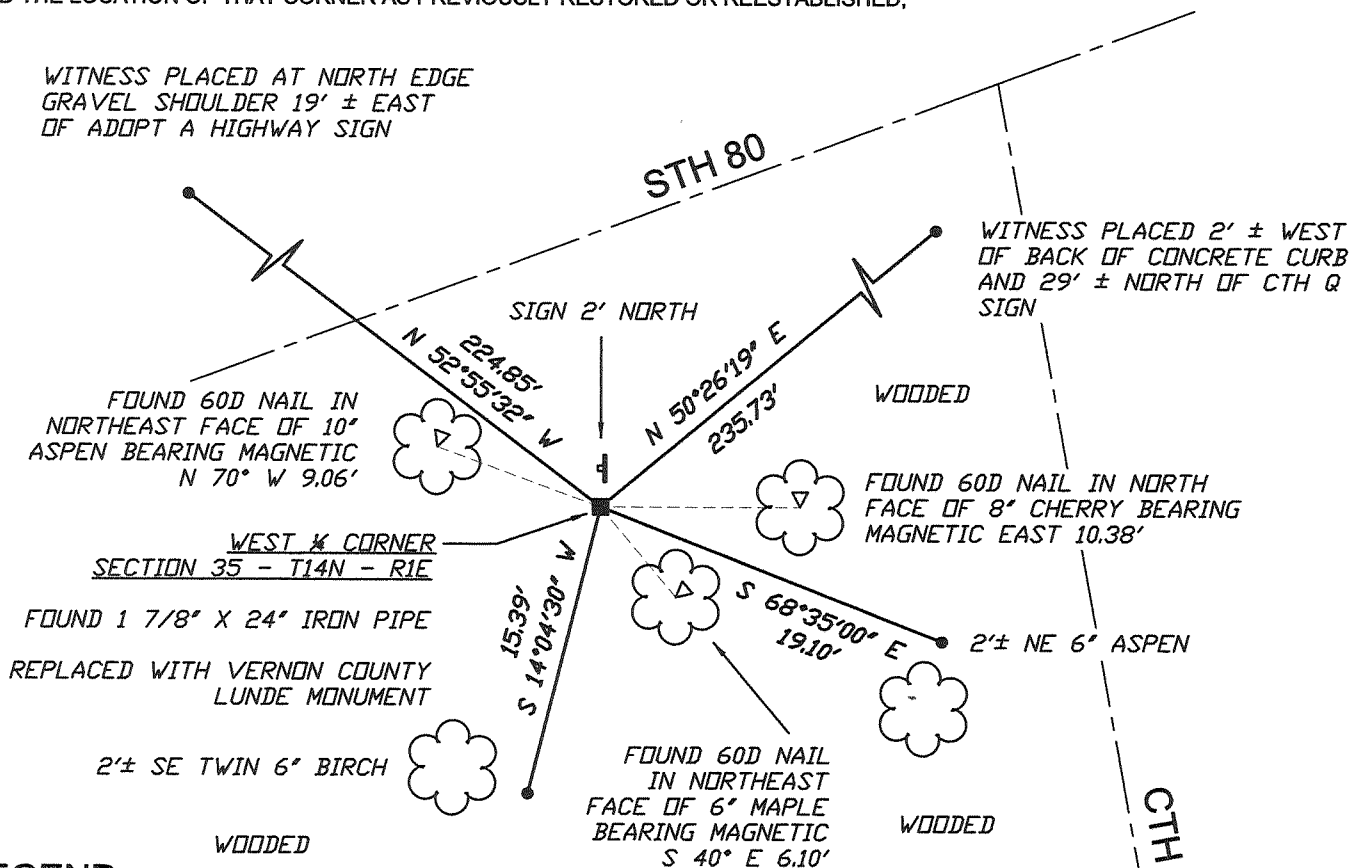 D THE LOCATION OF THAT CORNER AS PREVIOUSLY RESTORED OR REESTABLISHED;
WITNESS PLACED AT NORTH EDGE
GRAVEL SHOULDER 19' ± EAST
OF ADOPT A HIGHWAY SIGN
STH 80
WITNESS PLACED 2' ± WEST
OF BACK OF CONCRETE CURB
AND 29' ± NORTH OF CTH Q
SIGN
SIGN 2' NORTH
224.85'
N 52°55'32" W
N 50°26'19" E
235.73'
WOODED
FOUND 60D NAIL IN
NORTHEAST FACE OF 10"
ASPEN BEARING MAGNETIC
N 70° W 9.06'
FOUND 60D NAIL IN NORTH
FACE OF 8" CHERRY BEARING
MAGNETIC EAST 10.38'
WEST ¼ CORNER
SECTION 35 - T14N - R1E
FOUND 1 7/8" X 24" IRON PIPE
REPLACED WITH VERNON COUNTY
LUNDE MONUMENT
15.39'
S 14°04'30" W
S 68°35'00" E
19.10'
2'± NE 6" ASPEN
2'± SE TWIN 6" BIRCH
FOUND 60D NAIL
IN NORTHEAST
FACE OF 6" MAPLE
BEARING MAGNETIC
S 40° E 6.10'
WOODED
WOODED
CTH